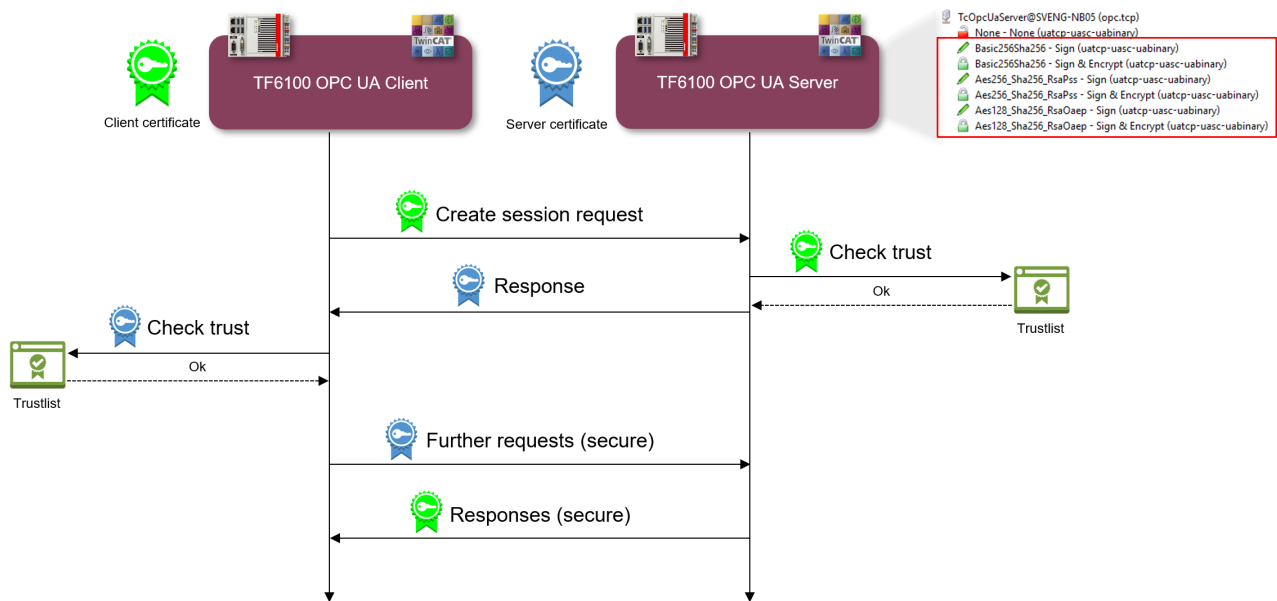 TcOpcUaServer@SVENG-NB05 (opc.tcp)
None - None (uatcp-uasc-uabinary)
Basic256Sha256 - Sign (uatcp-uasc-uabinary)
Basic256Sha256 - Sign & Encrypt (uatcp-uasc-uabinary)
Aes256_Sha256_RsaPss - Sign (uatcp-uasc-uabinary)
Aes256_Sha256_RsaPss - Sign & Encrypt (uatcp-uasc-uabinary)
Aes128_Sha256_RsaOaep - Sign (uatcp-uasc-uabinary)
Aes128_Sha256_RsaOaep - Sign & Encrypt (uatcp-uasc-uabinary)
TwinCAT
TwinCAT
TF6100 OPC UA Client
TF6100 OPC UA Server
Client certificate
Server certificate
Create session request
Check trust
Response
Ok
Trustlist
Check trust
Ok
Trustlist
Further requests (secure)
Responses (secure)